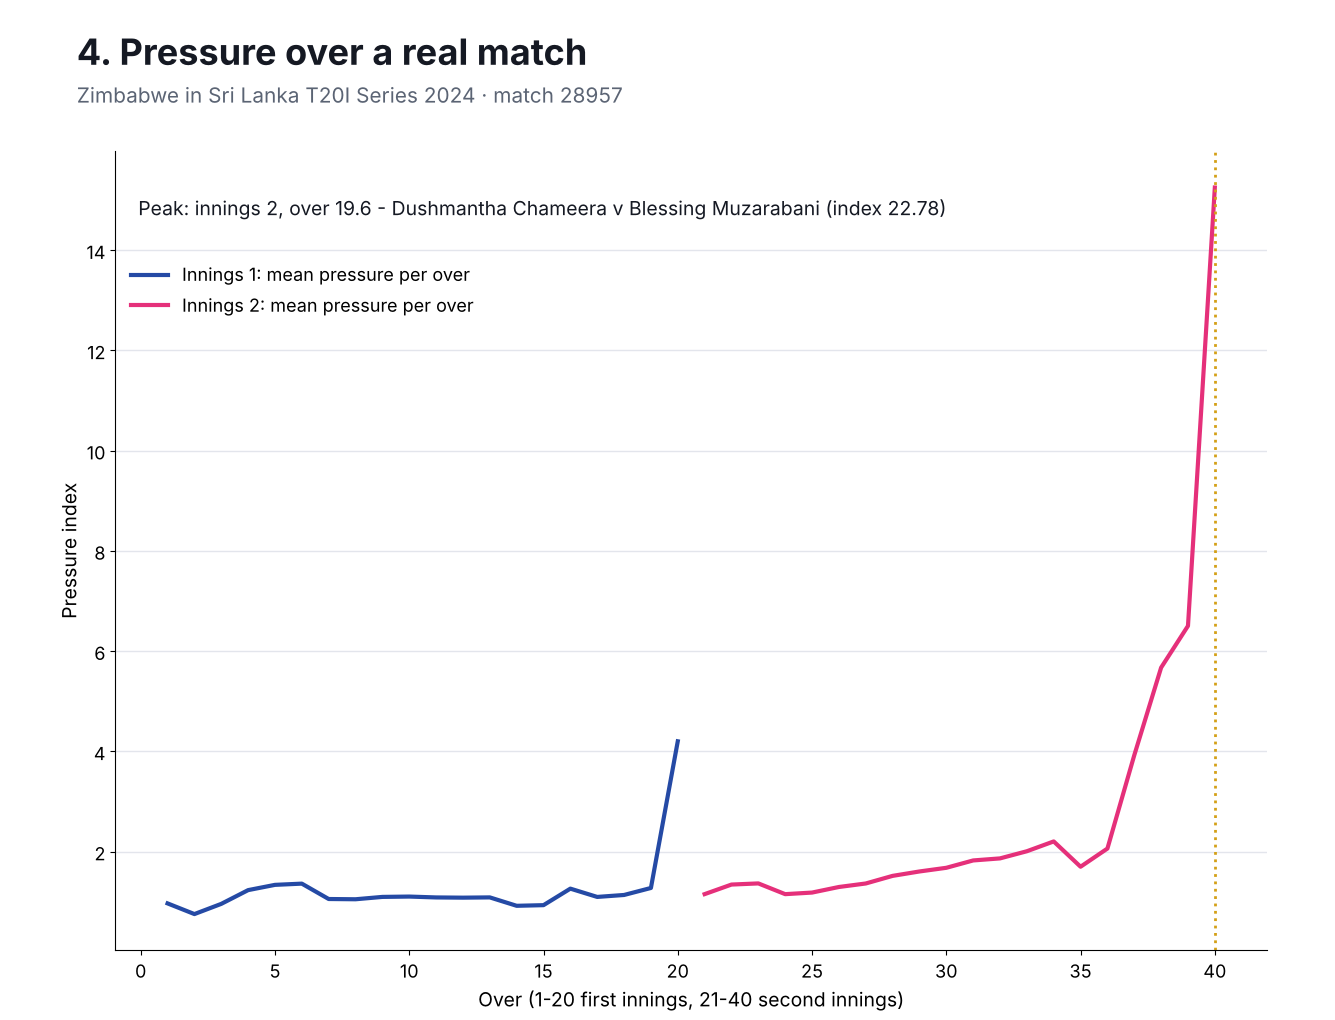 4. Pressure over a real match
Zimbabwe in Sri Lanka T20I Series 2024 · match 28957
Peak: innings 2, over 19.6 - Dushmantha Chameera v Blessing Muzarabani (index 22.78)
Innings 1: mean pressure per over
Innings 2: mean pressure per over
Pressure index
14
12
10
8
6
4
2
0 5 10 15 20 25 30 35 40
Over (1-20 first innings, 21-40 second innings)